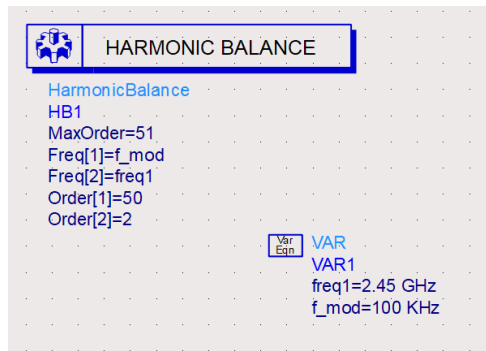 HARMONIC BALANCE
HarmonicBalance
HB1
MaxOrder=51
Freq[1]=f_mod
Freq[2]=freq1
Order[1]=50
Order[2]=2
Var
Eqn
VAR
VAR1
freq1=2.45 GHz
f_mod=100 KHz